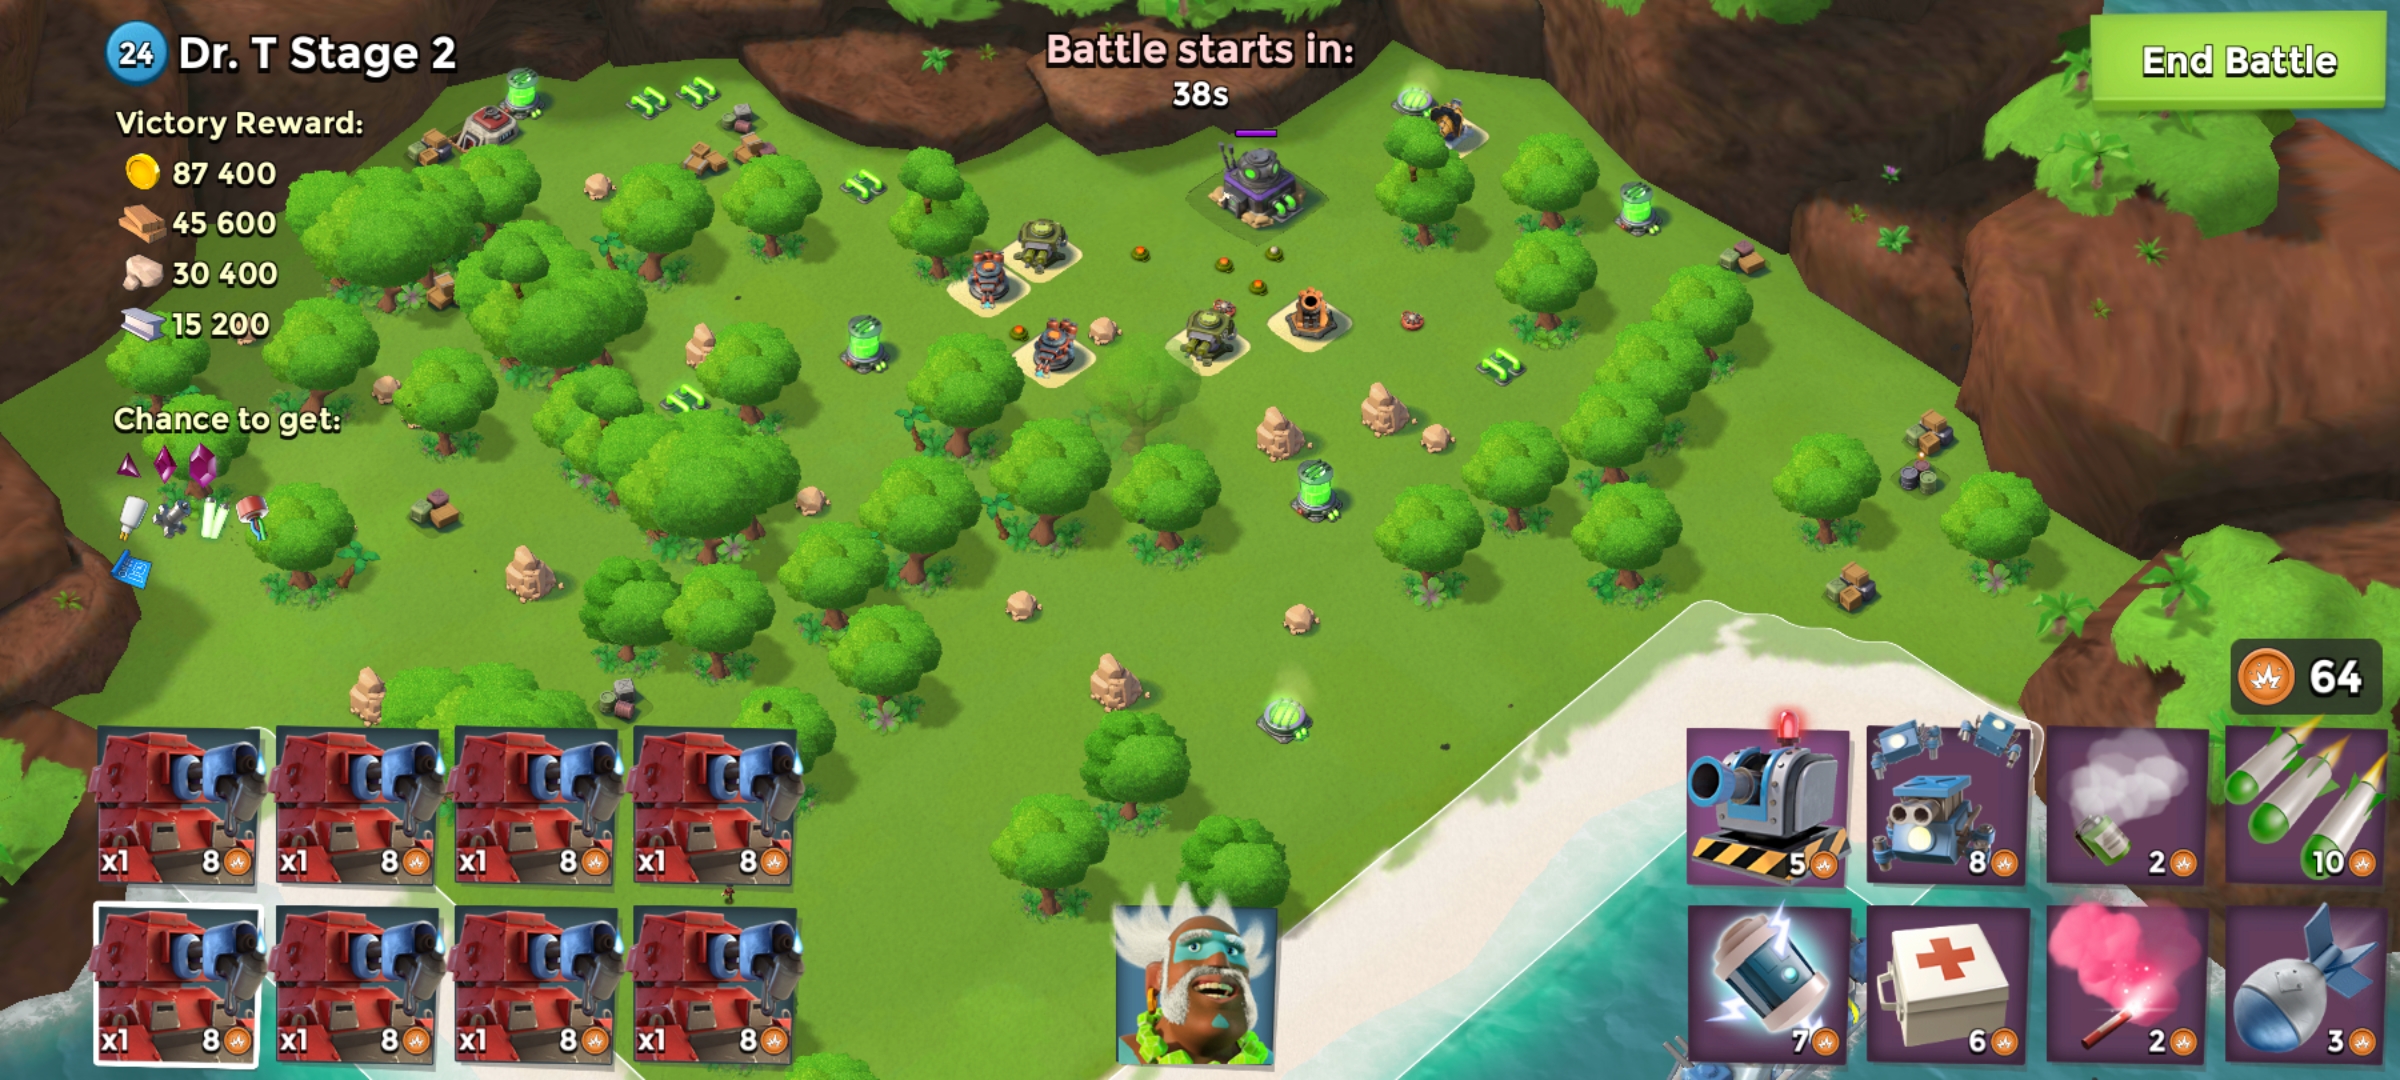 24 Dr. T Stage 2
Battle starts in:
38s
End Battle
Victory Reward:
87 400
45 600
30 400
15 200
Chance to get:
64
x1 8
x1 8
x1 8
x1 8
5
8
2
10
x1 8
x1 8
x1 8
x1 8
7
6
2
3